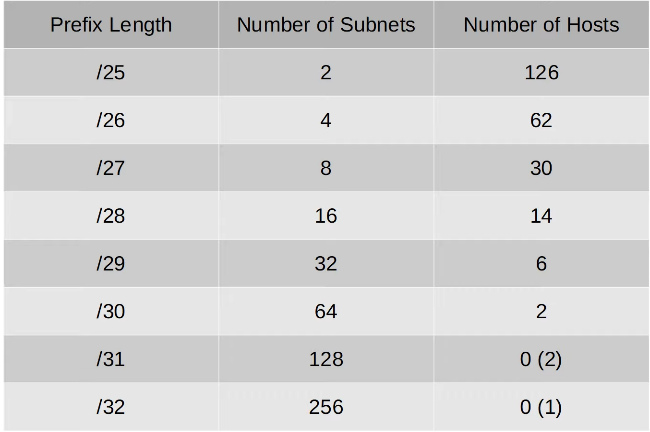 Prefix Length Number of Subnets Number of Hosts
/25 2 126
/26 4 62
/27 8 30
/28 16 14
/29 32 6
/30 64 2
/31 128 0 (2)
/32 256 0 (1)